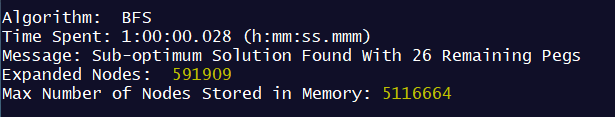 Algorithm:  BFS
Time Spent: 1:00:00.028 (h:mm:ss.mmm)
Message: Sub-optimum Solution Found With 26 Remaining Pegs
Expanded Nodes:  591909
Max Number of Nodes Stored in Memory: 5116664